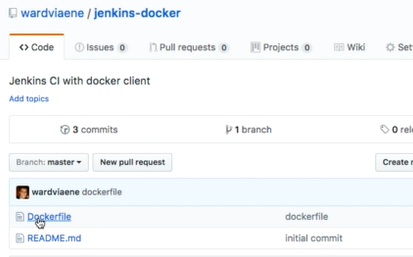 wardviaene / jenkins-docker
Code Issues 0 Pull requests 0 Projects 0 Wiki
Jenkins CI with docker client
Add topics
3 commits 1 branch 0
Branch: master New pull request Create
wardviaene dockerfile
Dockerfile dockerfile
README.md initial commit